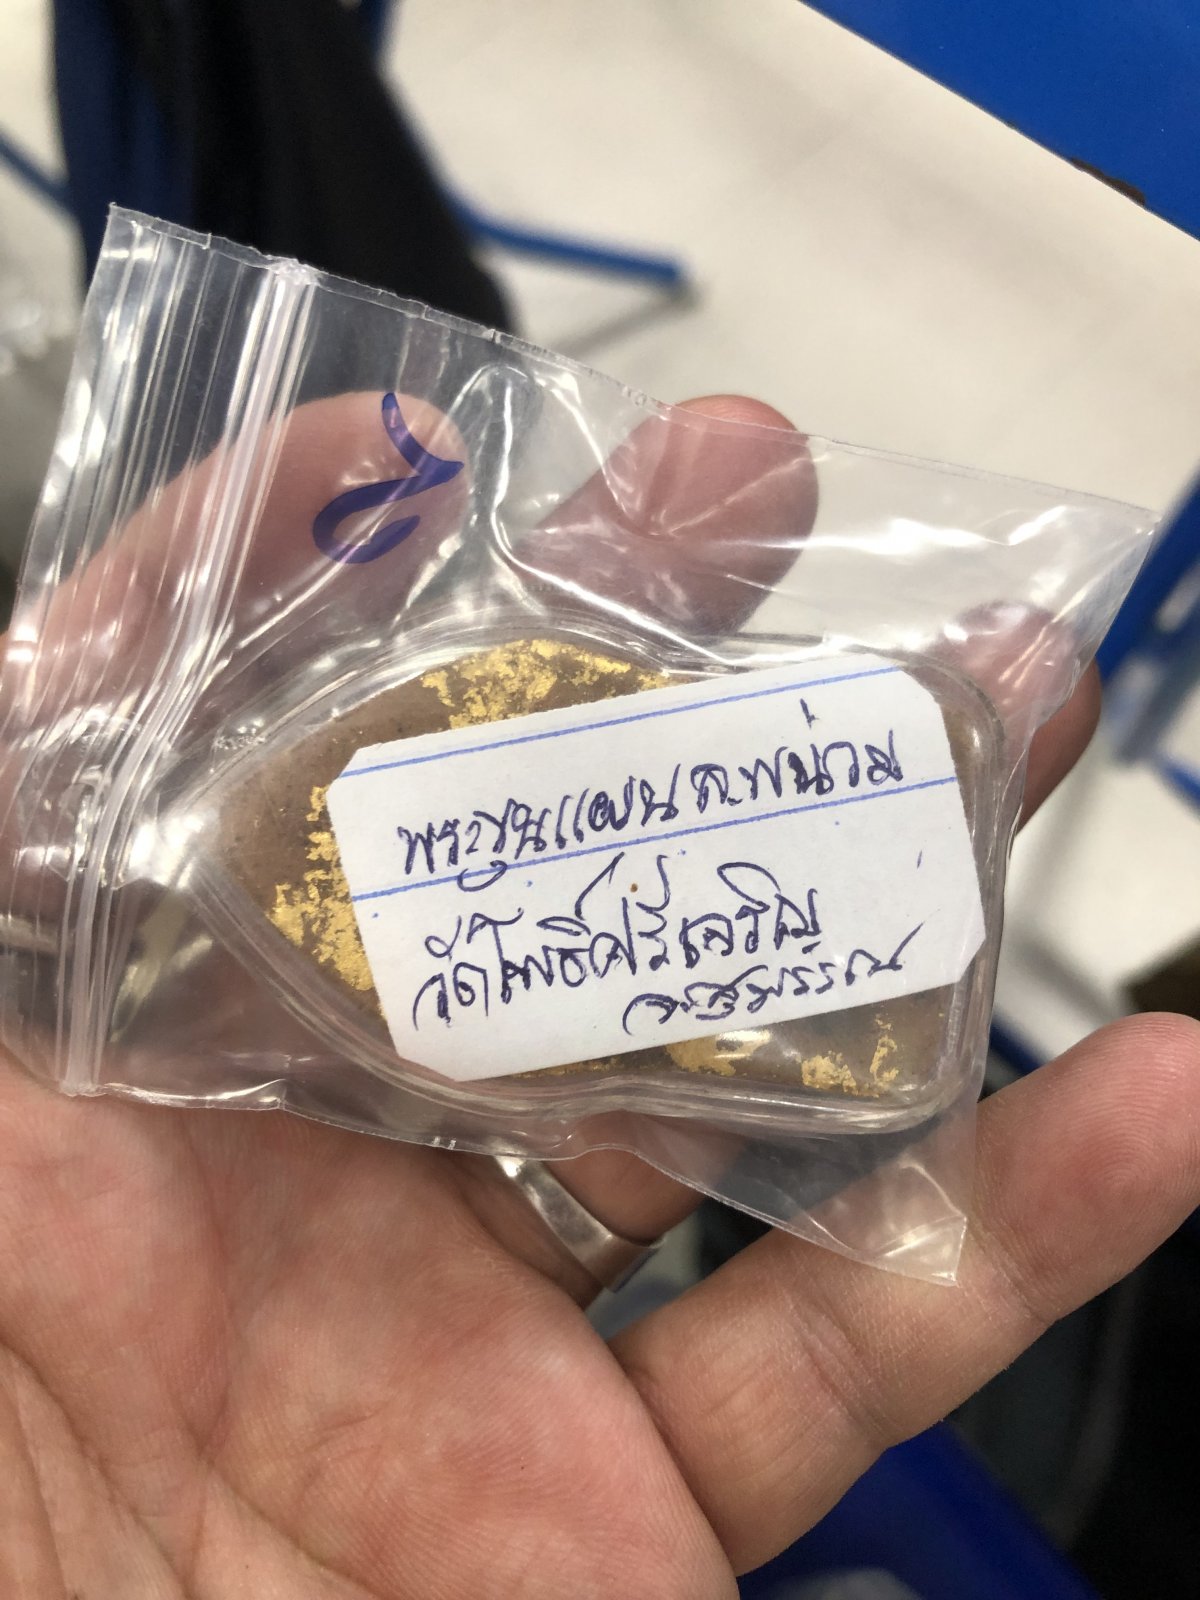 พระขุนแผน ล.พ น่วม
วัดโพธิ์ศรีเจริญ
จ.สุพรรณ